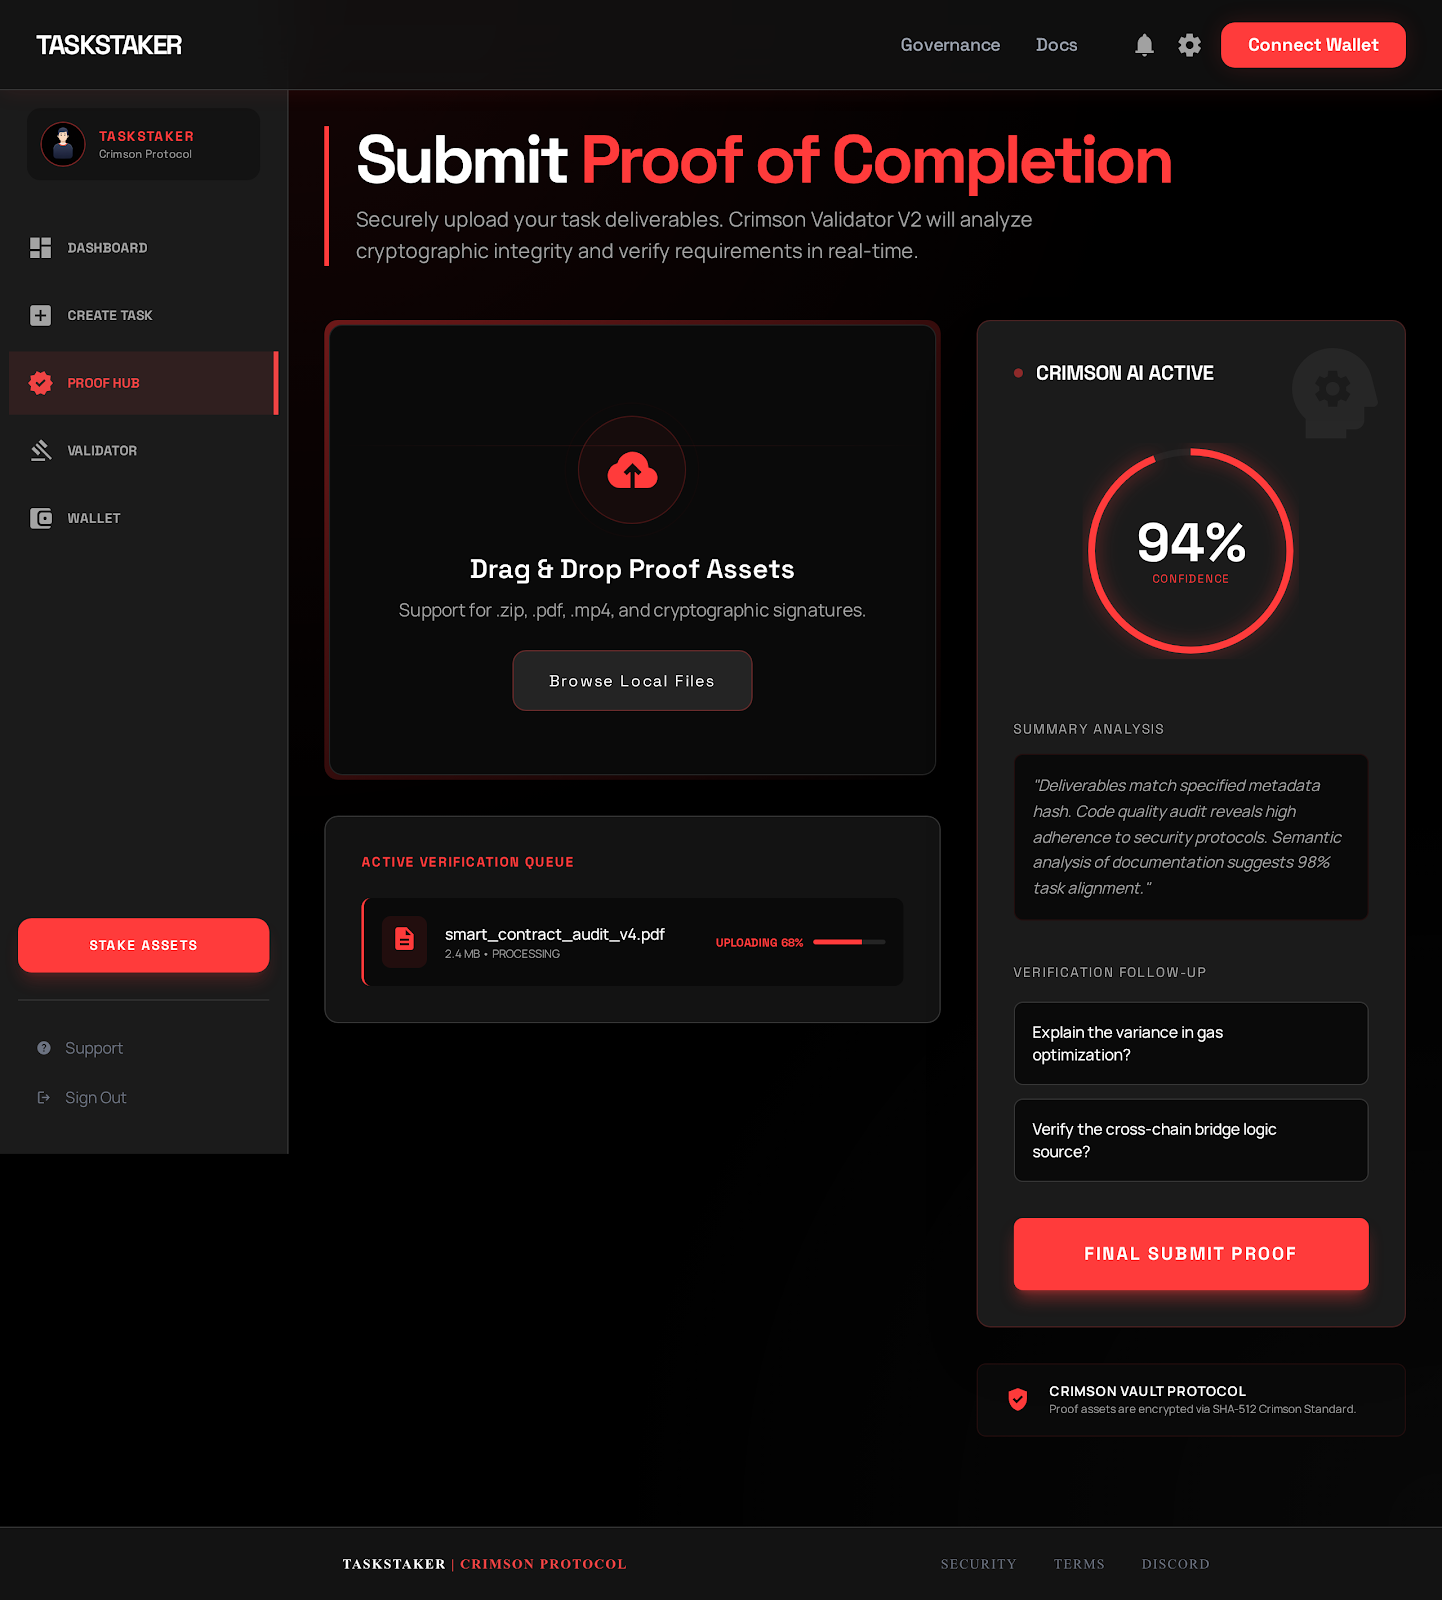 TASKSTAKER
Governance
Docs
Connect Wallet
TASKSTAKER
Crimson Protocol
DASHBOARD
CREATE TASK
PROOF HUB
VALIDATOR
WALLET
STAKE ASSETS
Support
Sign Out
Submit Proof of Completion
Securely upload your task deliverables. Crimson Validator V2 will analyze
cryptographic integrity and verify requirements in real-time.
Drag & Drop Proof Assets
Support for .zip, .pdf, .mp4, and cryptographic signatures.
Browse Local Files
ACTIVE VERIFICATION QUEUE
smart_contract_audit_v4.pdf
2.4 MB • PROCESSING
UPLOADING 68%
CRIMSON AI ACTIVE
94%
CONFIDENCE
SUMMARY ANALYSIS
"Deliverables match specified metadata
hash. Code quality audit reveals high
adherence to security protocols. Semantic
analysis of documentation suggests 98%
task alignment."
VERIFICATION FOLLOW-UP
Explain the variance in gas
optimization?
Verify the cross-chain bridge logic
source?
FINAL SUBMIT PROOF
CRIMSON VAULT PROTOCOL
Proof assets are encrypted via SHA-512 Crimson Standard.
TASKSTAKER | CRIMSON PROTOCOL
SECURITY
TERMS
DISCORD